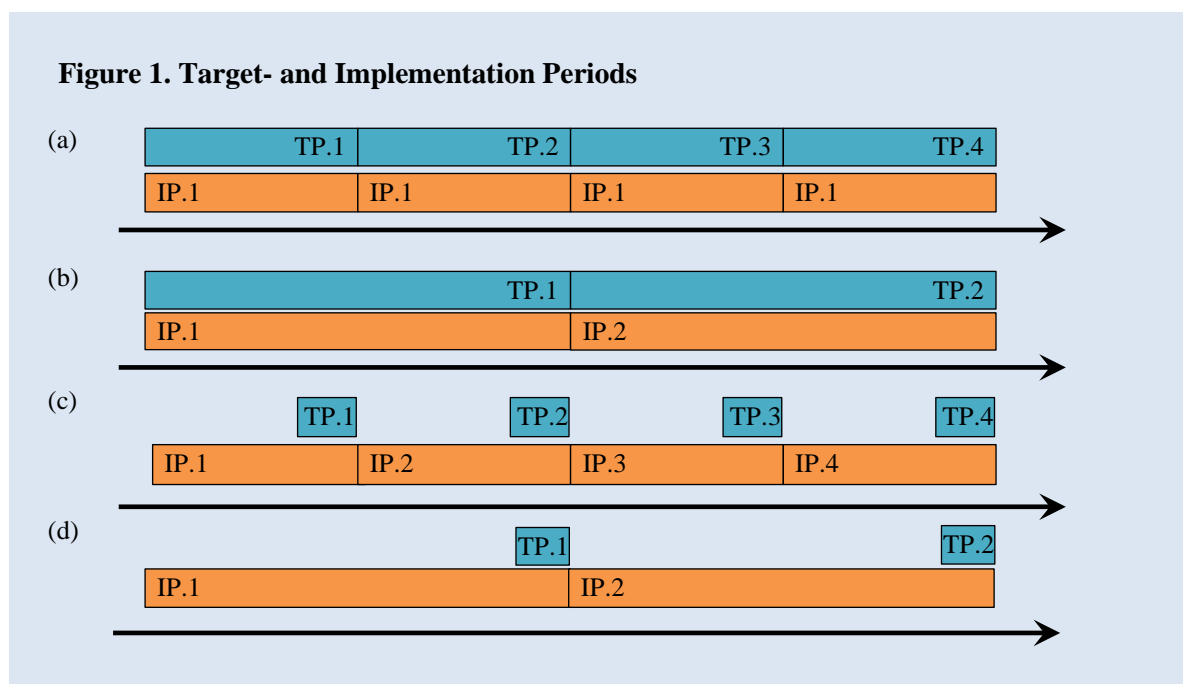 Figure 1. Target- and Implementation Periods
(a)
TP.1 TP.2 TP.3 TP.4
IP.1 IP.1 IP.1 IP.1
(b)
TP.1 TP.2
IP.1 IP.2
(c)
TP.1 TP.2 TP.3 TP.4
IP.1 IP.2 IP.3 IP.4
(d)
TP.1 TP.2
IP.1 IP.2